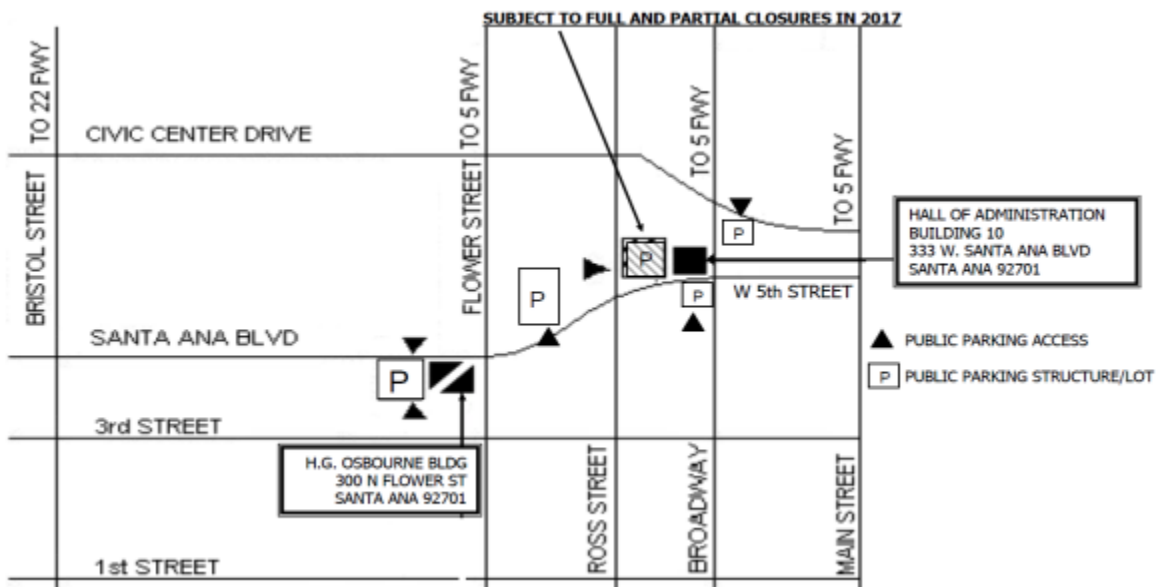 SUBJECT TO FULL AND PARTIAL CLOSURES IN 2017
TO 22 FWY
TO 5 FWY
TO 5 FWY
TO 5 FWY
CIVIC CENTER DRIVE
BRISTOL STREET
FLOWER STREET
P
HALL OF ADMINISTRATION
BUILDING 10
333 W. SANTA ANA BLVD
SANTA ANA 92701
P
P
P
W 5th STREET
SANTA ANA BLVD
PUBLIC PARKING ACCESS
P PUBLIC PARKING STRUCTURE/LOT
P
3rd STREET
H.G. OSBOURNE BLDG
300 N FLOWER ST
SANTA ANA 92701
ROSS STREET
BROADWAY
MAIN STREET
1st STREET